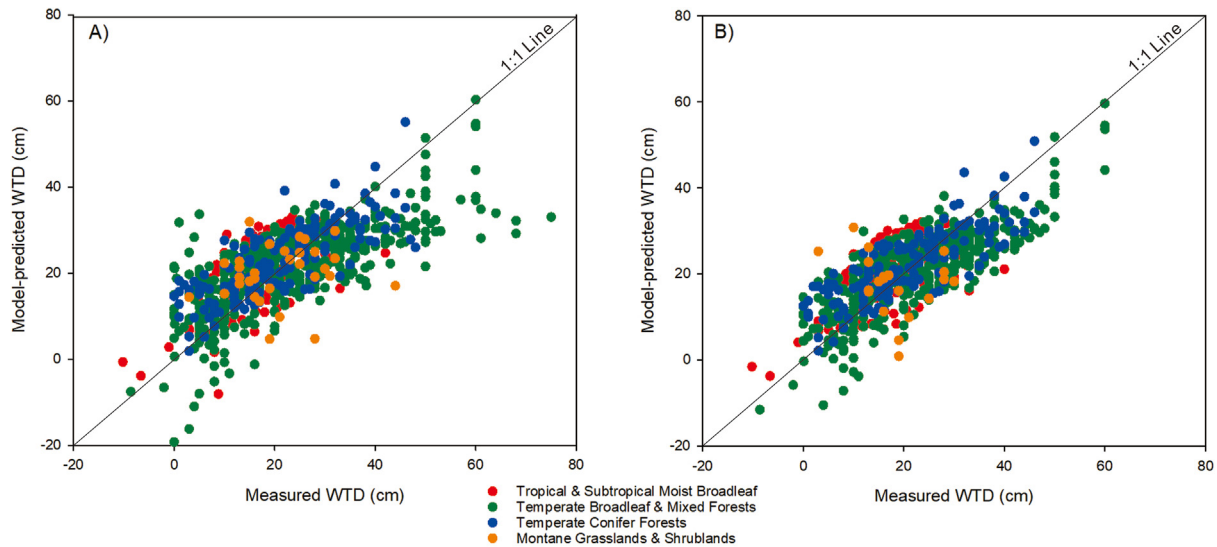 A)
1:1 Line
Model-predicted WTD (cm)
80
60
40
20
0
-20
-20
0
20
40
60
80
Measured WTD (cm)
B)
1:1 Line
Model-predicted WTD (cm)
80
60
40
20
0
-20
-20
0
20
40
60
80
Measured WTD (cm)
Tropical & Subtropical Moist Broadleaf
Temperate Broadleaf & Mixed Forests
Temperate Conifer Forests
Montane Grasslands & Shrublands